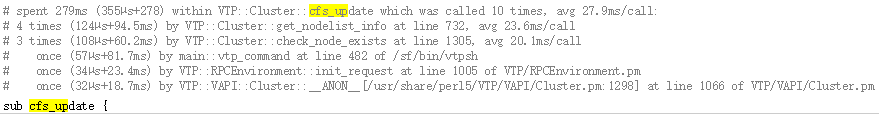 # spent 279ms (355µs+278) within VTP::Cluster::cfs_update which was called 10 times, avg 27.9ms/call:
# 4 times (124µs+94.5ms) by VTP::Cluster::get_nodelist_info at line 732, avg 23.6ms/call
# 3 times (108µs+60.2ms) by VTP::Cluster::check_node_exists at line 1305, avg 20.1ms/call
# once (57µs+81.7ms) by main::vtp_command at line 482 of /sf/bin/vtpsh
# once (34µs+23.4ms) by VTP::RPCEnvironment::init_request at line 1005 of VTP/RPCEnvironment.pm
# once (32µs+18.7ms) by VTP::VAPI::Cluster::__ANON__[/usr/share/perl5/VTP/VAPI/Cluster.pm:1298] at line 1066 of VTP/VAPI/Cluster.pm
sub cfs_update {